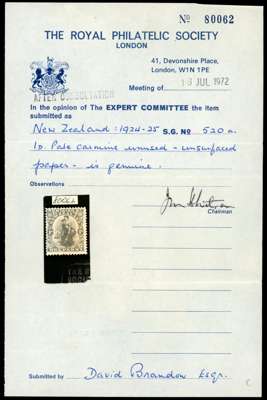 No 80062
THE ROYAL PHILATELIC SOCIETY
LONDON
41, Devonshire Place,
London, W1N 1PE
Meeting of 13 JUL 1972
AFTER CONSULTATION
In the opinion of the EXPERT COMMITTEE the item
submitted as
New Zealand: 1924-25 S.G. No 520a.
1D Pale carmine unused - unsurfaced
paper - is genuine.
Observations
80062
Chairman
Submitted by David Brandon Esqr.